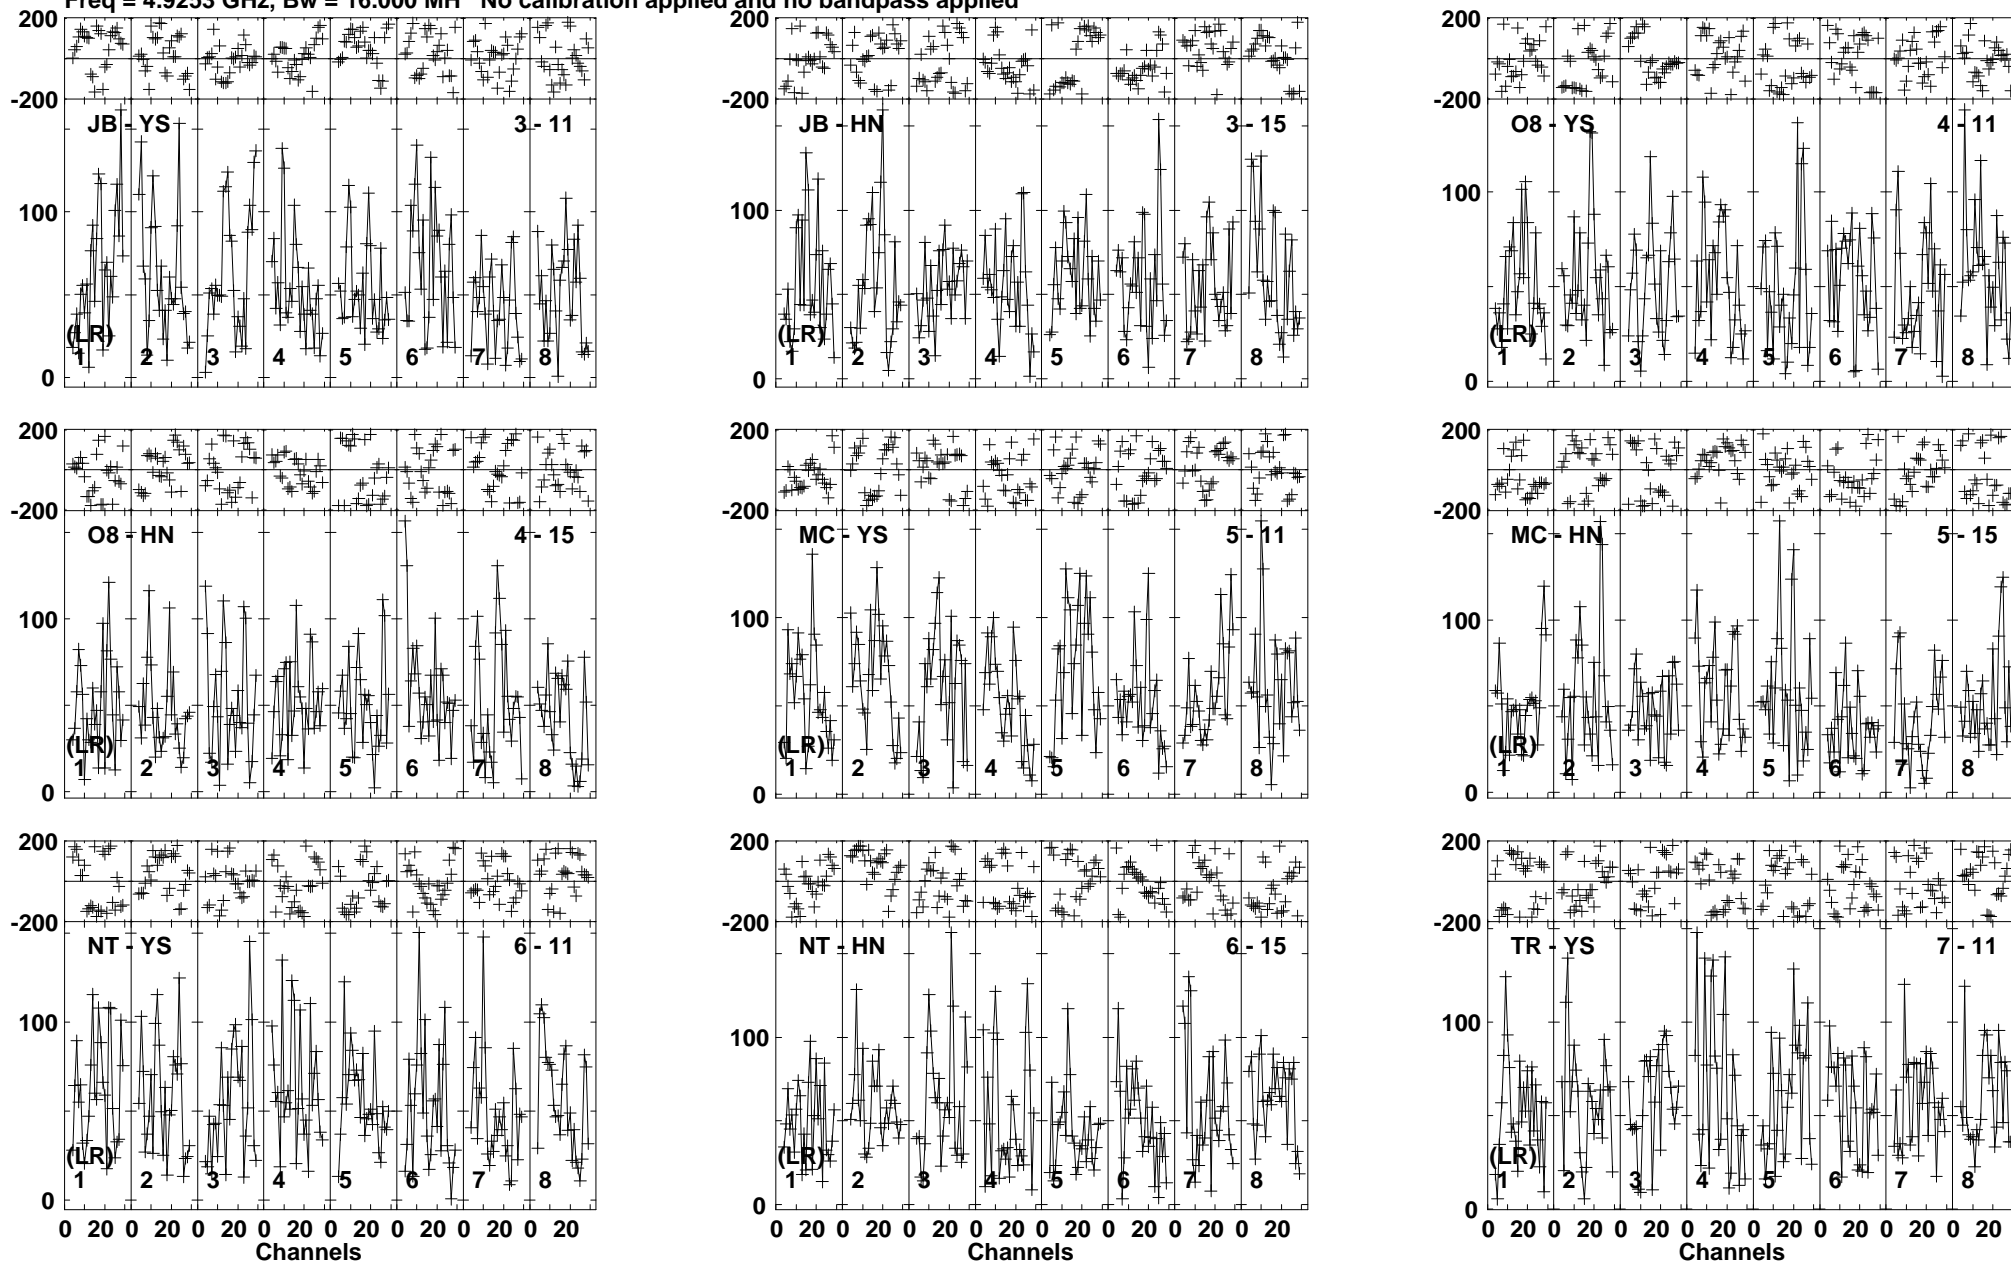 Freq = 4.9253 GHz, Bw = 16.000 MH No calibration applied and no bandpass applied
200 200 200
-200 -200 -200
JB - YS 3 - 11 JB - HN 3 - 15 O8 - YS 4 - 11
100 100 100
(LR) (LR) (LR)
1 2 3 4 5 6 7 8 1 2 3 4 5 6 7 8 1 2 3 4 5 6 7 8
0 0 0
200 200 200
-200 -200 -200
O8 - HN 4 - 15 MC - YS 5 - 11 MC - HN 5 - 15
100 100 100
(LR) (LR) (LR)
1 2 3 4 5 6 7 8 1 2 3 4 5 6 7 8 1 2 3 4 5 6 7 8
0 0 0
200 200 200
-200 -200 -200
NT - YS 6 - 11 NT - HN 6 - 15 TR - YS 7 - 11
100 100 100
(LR) (LR) (LR)
1 2 3 4 5 6 7 8 1 2 3 4 5 6 7 8 1 2 3 4 5 6 7 8
0 0 0
0 20 0 20 0 20 0 20 0 20 0 20 0 20 0 20 0 20 0 20 0 20 0 20 0 20 0 20 0 20 0 20 0 20 0 20 0 20 0 20 0 20 0 20 0 20 0 20
Channels Channels Channels